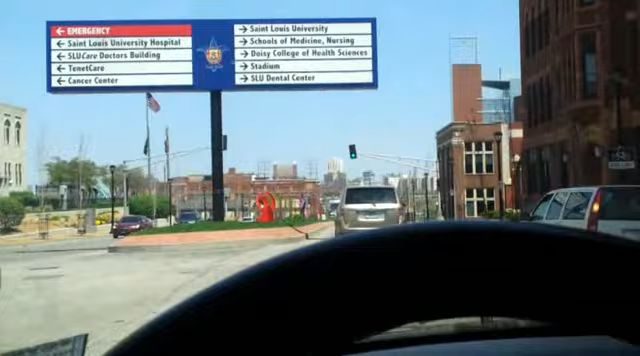 ← EMERGENCY
← Saint Louis University Hospital
← SLUCare Doctors Building
← TenetCare
← Cancer Center
→ Saint Louis University
→ Schools of Medicine, Nursing
→ Doisy College of Health Sciences
→ Stadium
→ SLU Dental Center